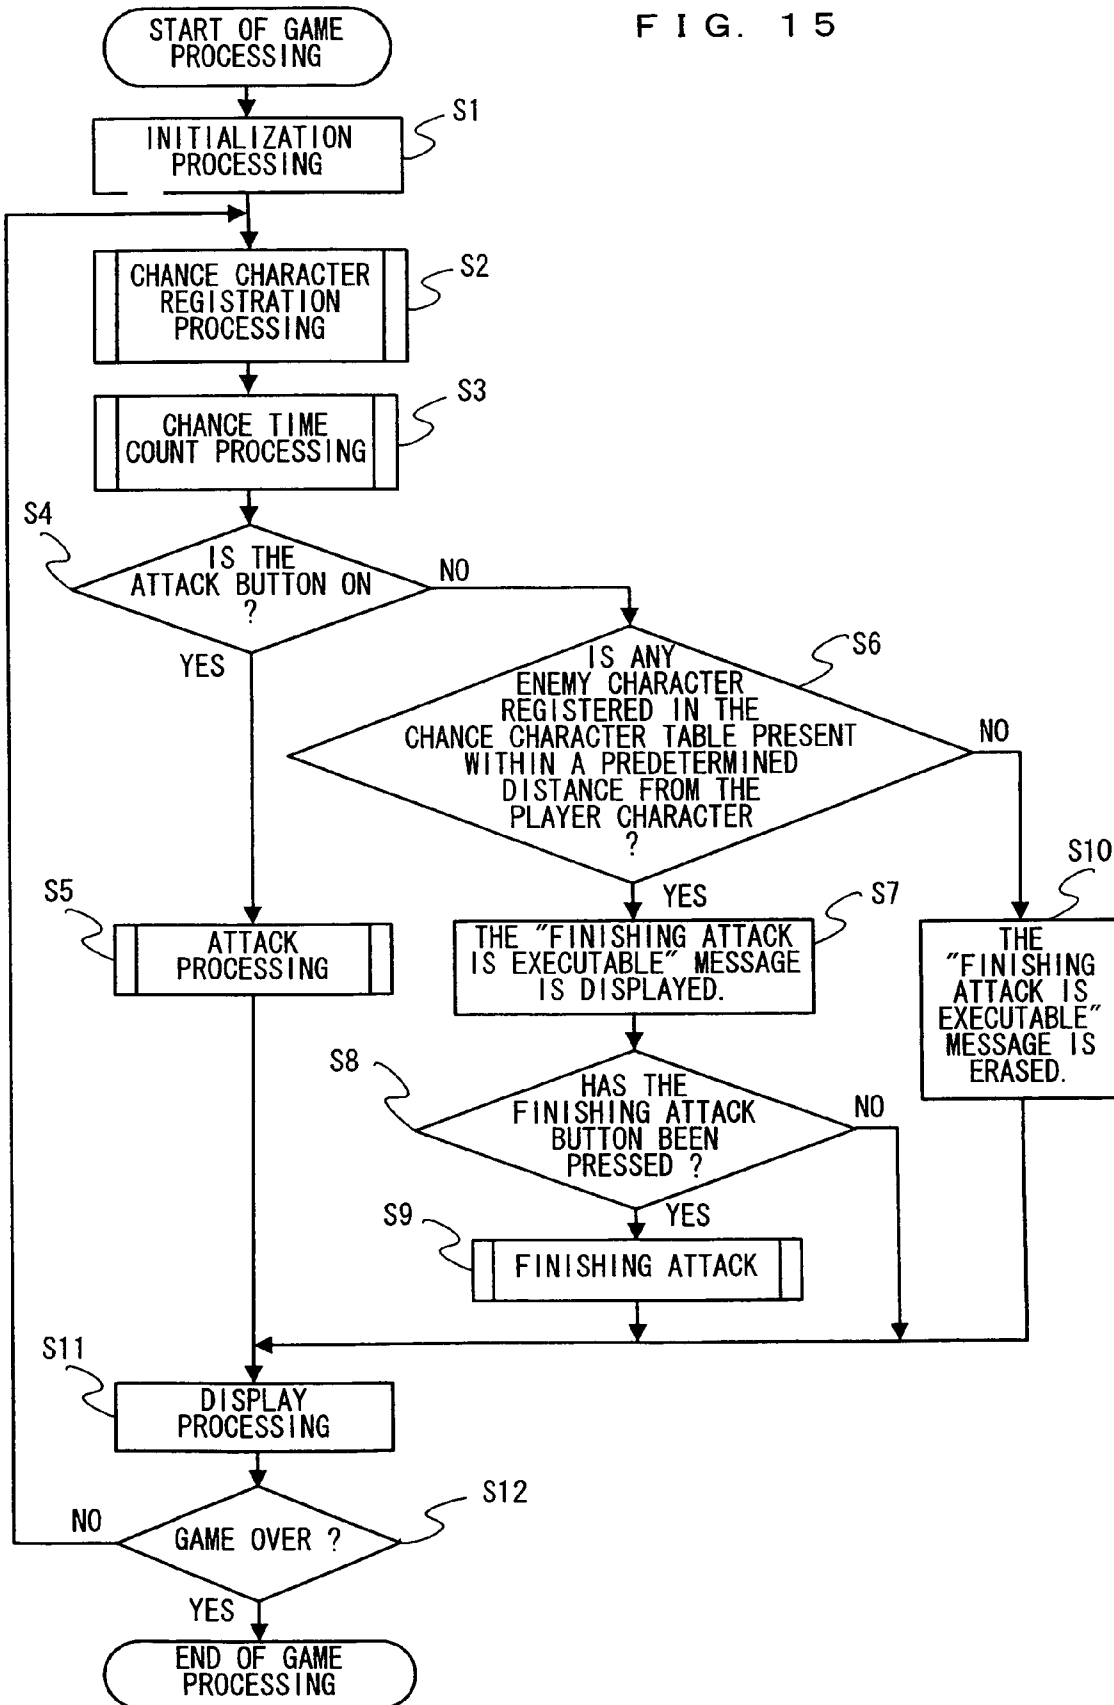 FIG. 15
START OF GAME
PROCESSING
S1
INITIALIZATION
PROCESSING
S2
CHANCE CHARACTER
REGISTRATION
PROCESSING
S3
CHANCE TIME
COUNT PROCESSING
S4
IS THE
ATTACK BUTTON ON
?
NO
YES
S6
IS ANY
ENEMY CHARACTER
REGISTERED IN THE
CHANCE CHARACTER TABLE PRESENT
WITHIN A PREDETERMINED
DISTANCE FROM THE
PLAYER CHARACTER
?
NO
YES
S5
ATTACK
PROCESSING
S7
THE "FINISHING ATTACK
IS EXECUTABLE" MESSAGE
IS DISPLAYED.
S10
THE
"FINISHING
ATTACK IS
EXECUTABLE"
MESSAGE IS
ERASED.
S8
HAS THE
FINISHING ATTACK
BUTTON BEEN
PRESSED ?
NO
YES
S9
FINISHING ATTACK
S11
DISPLAY
PROCESSING
S12
GAME OVER ?
NO
YES
END OF GAME
PROCESSING